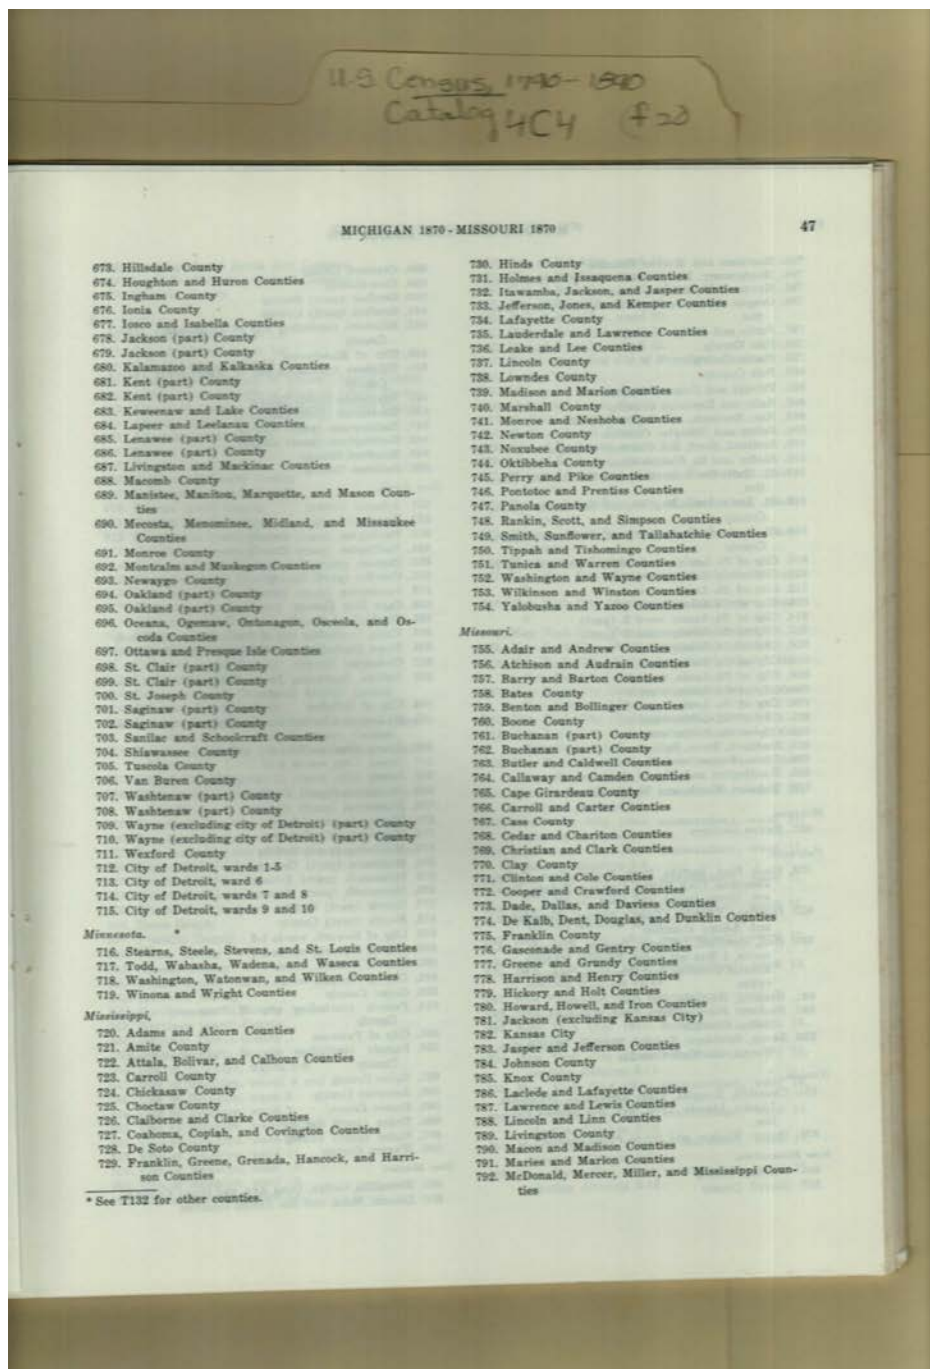 U.S Census, 1790-1890
Catalog 4C4 (f20)
MICHIGAN 1870 - MISSOURI 1870
47
673. Hillsdale County
674. Houghton and Huron Counties
675. Ingham County
676. Ionia County
677. Iosco and Isabella Counties
678. Jackson (part) County
679. Jackson (part) County
680. Kalamazoo and Kalkaska Counties
681. Kent (part) County
682. Kent (part) County
683. Keweenaw and Lake Counties
684. Lapeer and Leelanau Counties
685. Lenawee (part) County
686. Lenawee (part) County
687. Livingston and Mackinac Counties
688. Macomb County
689. Manistee, Manitou, Marquette, and Mason Coun-
ties
690. Mecosta, Menominee, Midland, and Missaukee
Counties
691. Monroe County
692. Montcalm and Muskegon Counties
693. Newaygo County
694. Oakland (part) County
695. Oakland (part) County
696. Oceana, Ogemaw, Ontonagon, Osceola, and Os-
coda Counties
697. Ottawa and Presque Isle Counties
698. St. Clair (part) County
699. St. Clair (part) County
700. St. Joseph County
701. Saginaw (part) County
702. Saginaw (part) County
703. Sanilac and Schoolcraft Counties
704. Shiawassee County
705. Tuscola County
706. Van Buren County
707. Washtenaw (part) County
708. Washtenaw (part) County
709. Wayne (excluding city of Detroit) (part) County
710. Wayne (excluding city of Detroit) (part) County
711. Wexford County
712. City of Detroit, wards 1-5
713. City of Detroit, ward 6
714. City of Detroit, wards 7 and 8
715. City of Detroit, wards 9 and 10
Minnesota. *
716. Stearns, Steele, Stevens, and St. Louis Counties
717. Todd, Wabasha, Wadena, and Waseca Counties
718. Washington, Watonwan, and Wilken Counties
719. Winona and Wright Counties
Mississippi.
720. Adams and Alcorn Counties
721. Amite County
722. Attala, Bolivar, and Calhoun Counties
723. Carroll County
724. Chickasaw County
725. Choctaw County
726. Claiborne and Clarke Counties
727. Coahoma, Copiah, and Covington Counties
728. De Soto County
729. Franklin, Greene, Grenada, Hancock, and Harri-
son Counties
* See T132 for other counties.
730. Hinds County
731. Holmes and Issaquena Counties
732. Itawamba, Jackson, and Jasper Counties
733. Jefferson, Jones, and Kemper Counties
734. Lafayette County
735. Lauderdale and Lawrence Counties
736. Leake and Lee Counties
737. Lincoln County
738. Lowndes County
739. Madison and Marion Counties
740. Marshall County
741. Monroe and Neshoba Counties
742. Newton County
743. Noxubee County
744. Oktibbeha County
745. Perry and Pike Counties
746. Pontotoc and Prentiss Counties
747. Panola County
748. Rankin, Scott, and Simpson Counties
749. Smith, Sunflower, and Tallahatchie Counties
750. Tippah and Tishomingo Counties
751. Tunica and Warren Counties
752. Washington and Wayne Counties
753. Wilkinson and Winston Counties
754. Yalobusha and Yazoo Counties
Missouri.
755. Adair and Andrew Counties
756. Atchison and Audrain Counties
757. Barry and Barton Counties
758. Bates County
759. Benton and Bollinger Counties
760. Boone County
761. Buchanan (part) County
762. Buchanan (part) County
763. Butler and Caldwell Counties
764. Callaway and Camden Counties
765. Cape Girardeau County
766. Carroll and Carter Counties
767. Cass County
768. Cedar and Chariton Counties
769. Christian and Clark Counties
770. Clay County
771. Clinton and Cole Counties
772. Cooper and Crawford Counties
773. Dade, Dallas, and Daviess Counties
774. De Kalb, Dent, Douglas, and Dunklin Counties
775. Franklin County
776. Gasconade and Gentry Counties
777. Greene and Grundy Counties
778. Harrison and Henry Counties
779. Hickory and Holt Counties
780. Howard, Howell, and Iron Counties
781. Jackson (excluding Kansas City)
782. Kansas City
783. Jasper and Jefferson Counties
784. Johnson County
785. Knox County
786. Laclede and Lafayette Counties
787. Lawrence and Lewis Counties
788. Lincoln and Linn Counties
789. Livingston County
790. Macon and Madison Counties
791. Maries and Marion Counties
792. McDonald, Mercer, Miller, and Mississippi Coun-
ties